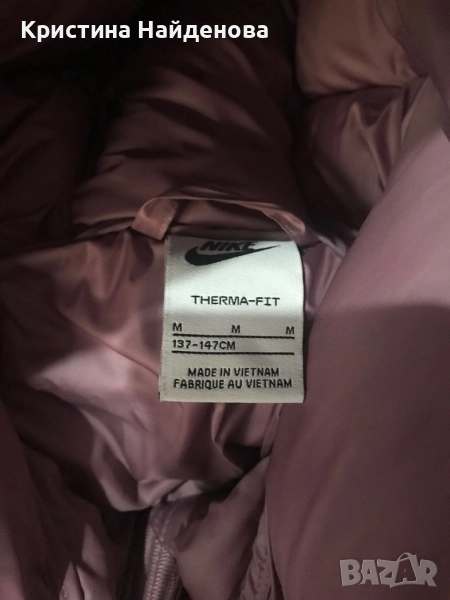 Кристина Найденова
NIKE
THERMA-FIT
M M M
137-147CM
MADE IN VIETNAM
FABRIQUE AU VIETNAM
BAZAR